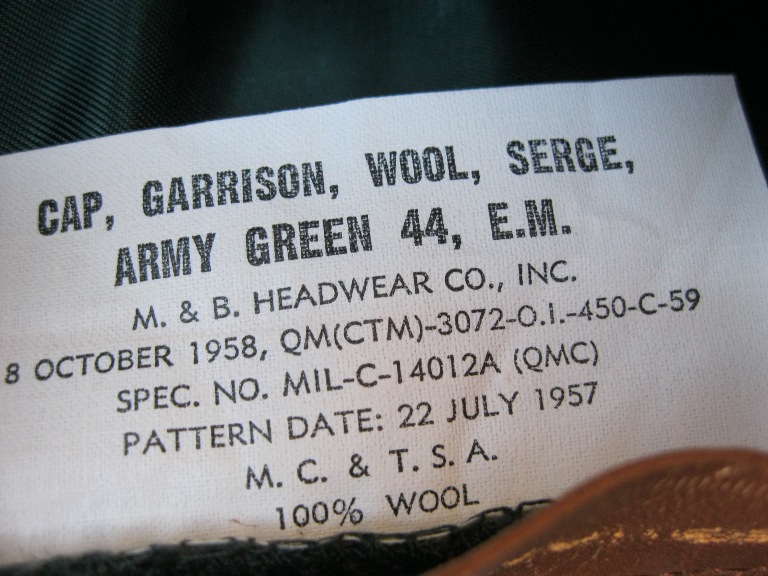 CAP, GARRISON, WOOL, SERGE,
ARMY GREEN 44, E.M.
M. & B. HEADWEAR CO., INC.
8 OCTOBER 1958, QM(CTM)-3072-O.I.-450-C-59
SPEC. NO. MIL-C-14012A (QMC)
PATTERN DATE: 22 JULY 1957
M. C. & T. S. A.
100% WOOL